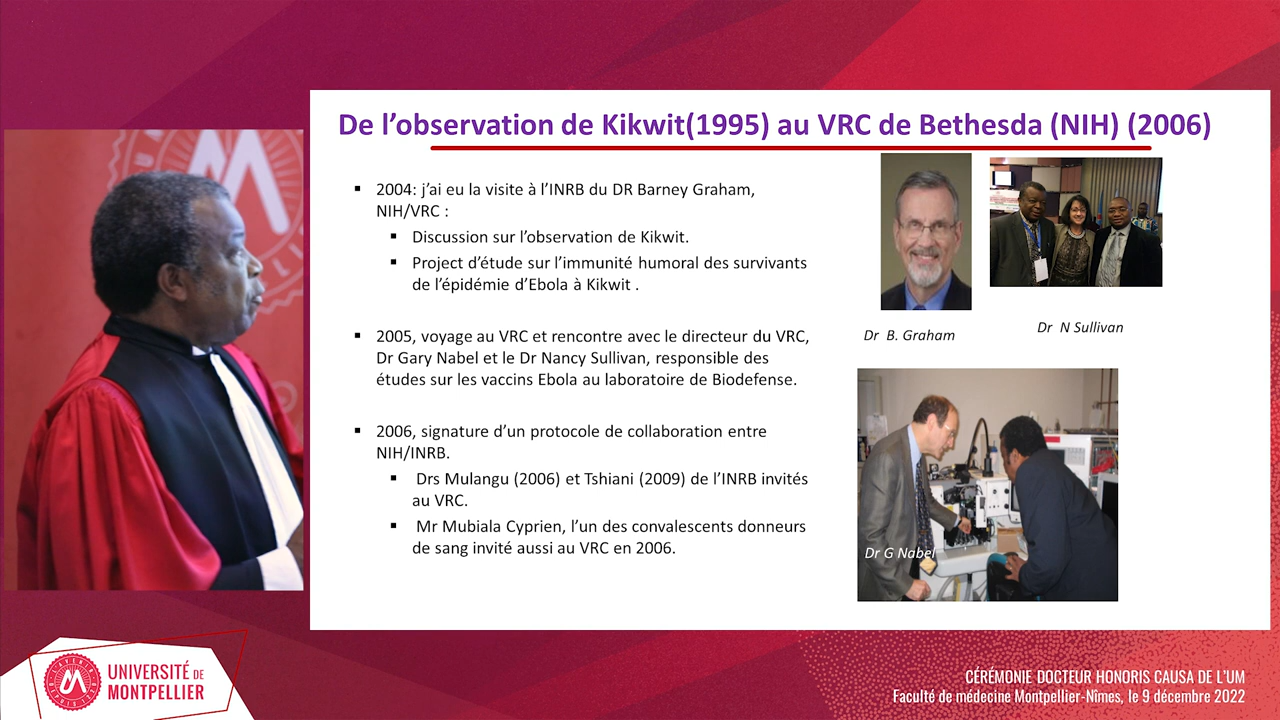 De l’observation de Kikwit(1995) au VRC de Bethesda (NIH) (2006)
▪ 2004: j’ai eu la visite à l’INRB du DR Barney Graham,
NIH/VRC :
▪ Discussion sur l’observation de Kikwit.
▪ Project d’étude sur l’immunité humoral des survivants
de l’épidémie d’Ebola à Kikwit .
▪ 2005, voyage au VRC et rencontre avec le directeur du VRC,
Dr Gary Nabel et le Dr Nancy Sullivan, responsible des
études sur les vaccins Ebola au laboratoire de Biodefense.
▪ 2006, signature d’un protocole de collaboration entre
NIH/INRB.
▪ Drs Mulangu (2006) et Tshiani (2009) de l’INRB invités
au VRC.
▪ Mr Mubiala Cyprien, l’un des convalescents donneurs
de sang invité aussi au VRC en 2006.
Dr B. Graham
Dr N Sullivan
Dr G Nabel
UNIVERSITÉ DE
MONTPELLIER
CÉRÉMONIE DOCTEUR HONORIS CAUSA DE L’UM
Faculté de médecine Montpellier-Nîmes, le 9 décembre 2022